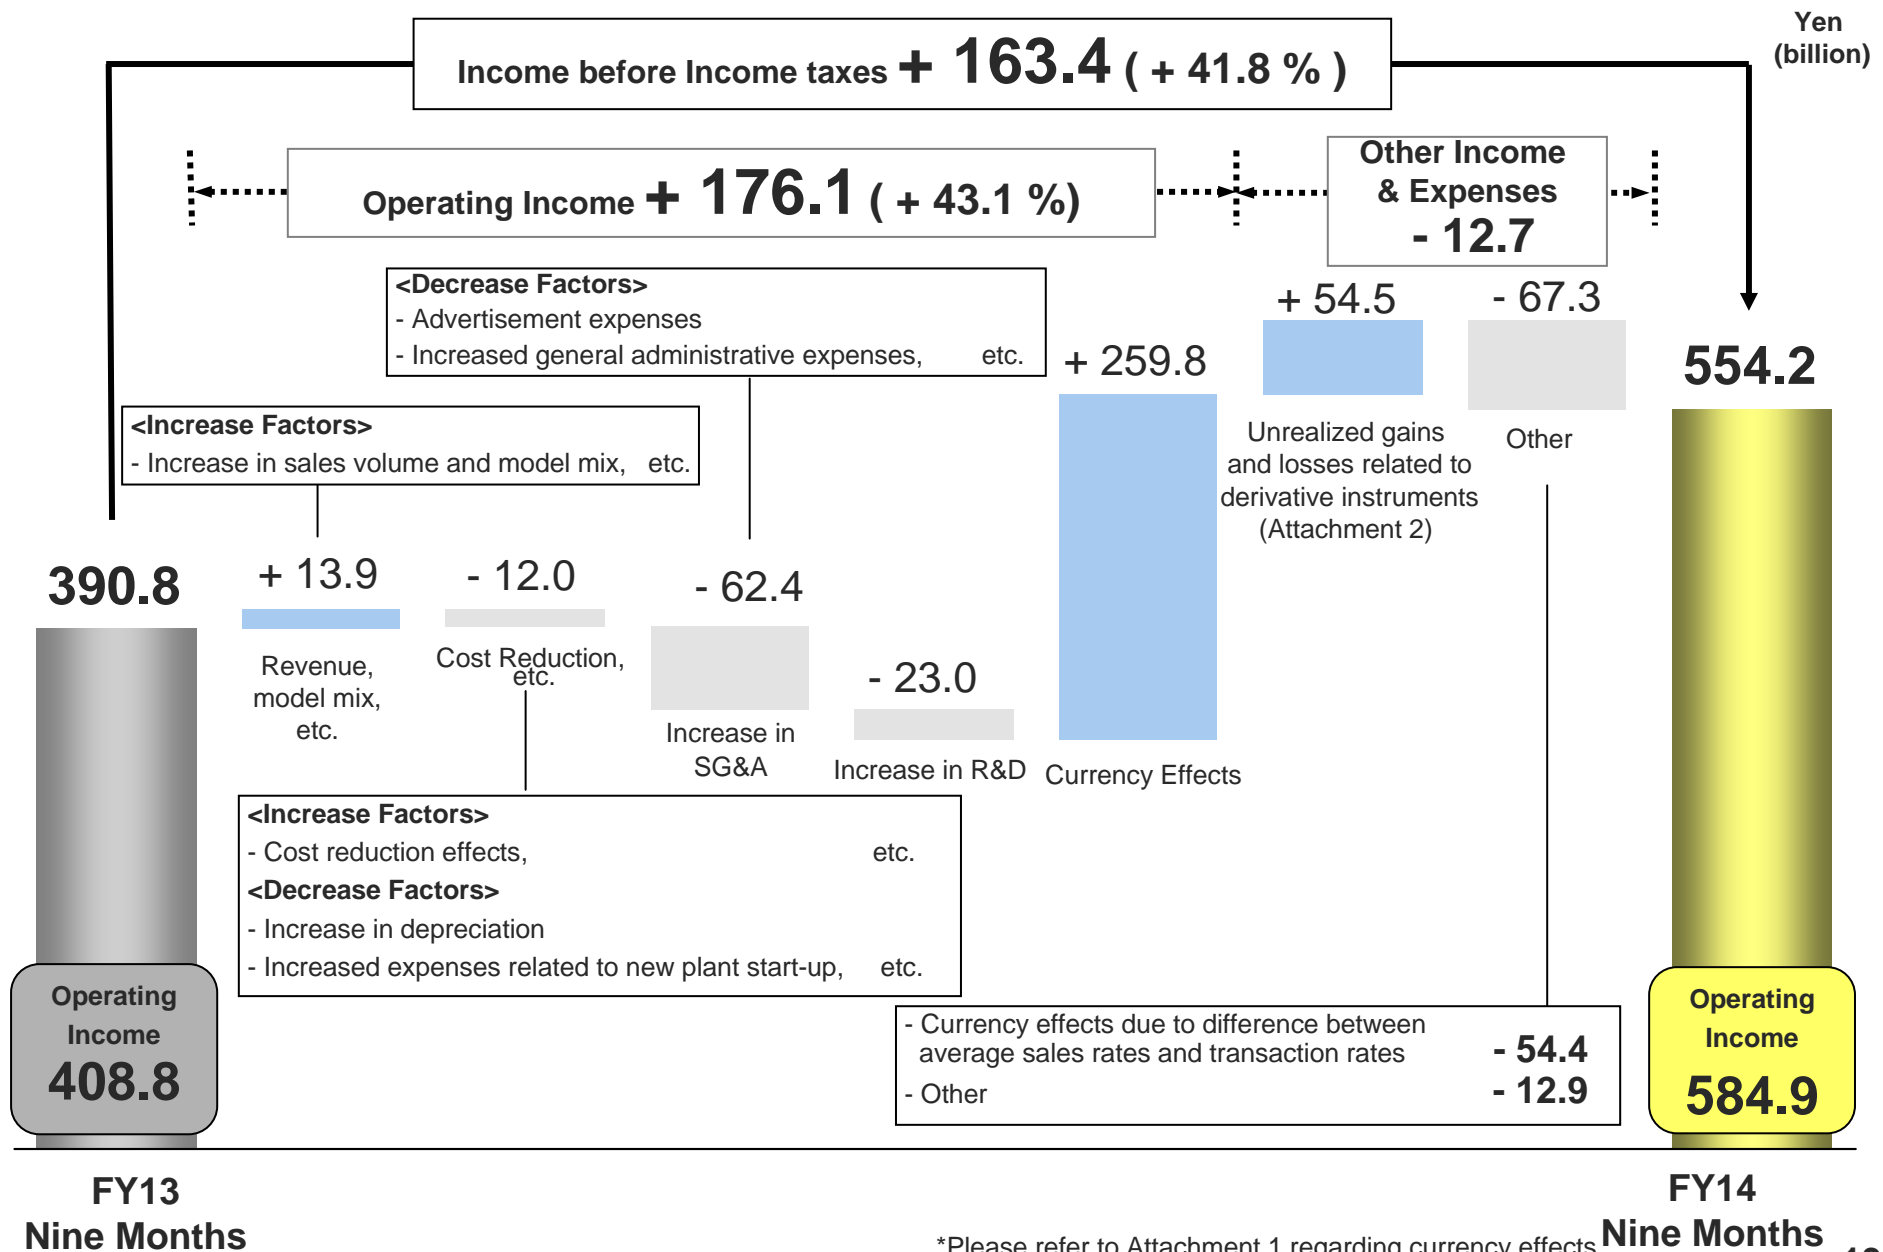 Yen
(billion)
Income before Income taxes + 163.4 ( + 41.8 % )
Operating Income + 176.1 ( + 43.1 %)
Other Income
& Expenses
- 12.7
<Decrease Factors>
- Advertisement expenses
- Increased general administrative expenses, etc.
<Increase Factors>
- Increase in sales volume and model mix, etc.
390.8
+ 13.9
Revenue,
model mix,
etc.
- 12.0
Cost Reduction,
etc.
- 62.4
Increase in
SG&A
- 23.0
Increase in R&D
+ 259.8
Currency Effects
+ 54.5
Unrealized gains
and losses related to
derivative instruments
(Attachment 2)
- 67.3
Other
554.2
<Increase Factors>
- Cost reduction effects, etc.
<Decrease Factors>
- Increase in depreciation
- Increased expenses related to new plant start-up, etc.
- Currency effects due to difference between
average sales rates and transaction rates - 54.4
- Other - 12.9
Operating
Income
408.8
Operating
Income
584.9
FY13
Nine Months
FY14
Nine Months
*Please refer to Attachment 1 regarding currency effects